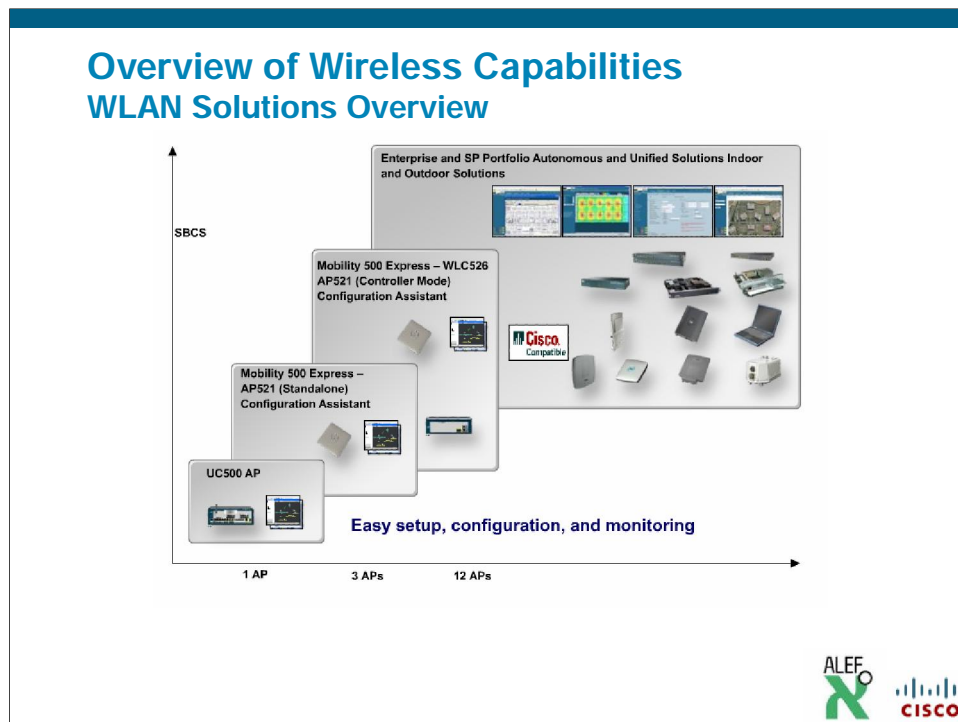 Overview of Wireless Capabilities
WLAN Solutions Overview
Enterprise and SP Portfolio Autonomous and Unified Solutions Indoor
and Outdoor Solutions
SBCS
Mobility 500 Express – WLC526
AP521 (Controller Mode)
Configuration Assistant
Cisco
Compatible
Mobility 500 Express –
AP521 (Standalone)
Configuration Assistant
UC500 AP
Easy setup, configuration, and monitoring
1 AP
3 APs
12 APs
ALEF
CISCO